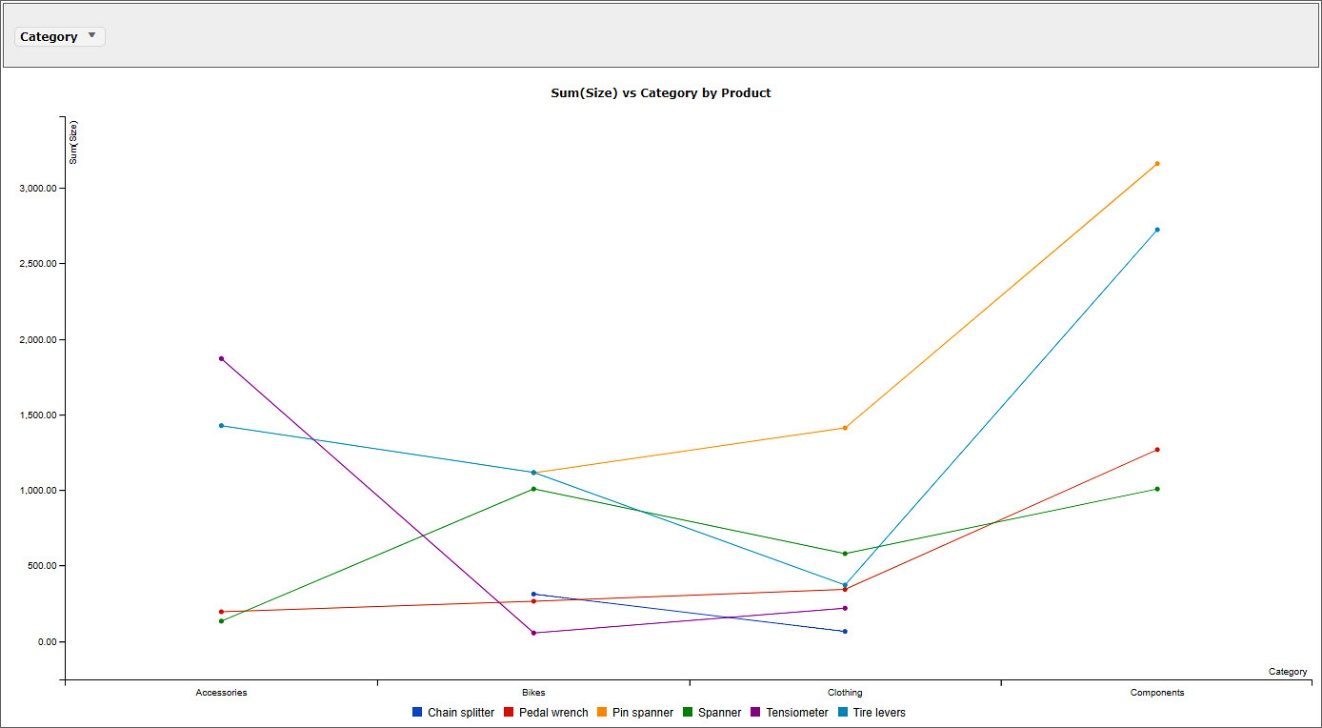 Category
Sum(Size) vs Category by Product
Sum(Size)
3,000.00
2,500.00
2,000.00
1,500.00
1,000.00
500.00
0.00
Category
Accessories Bikes Clothing Components
Chain splitter Pedal wrench Pin spanner Spanner Tensiometer Tire levers